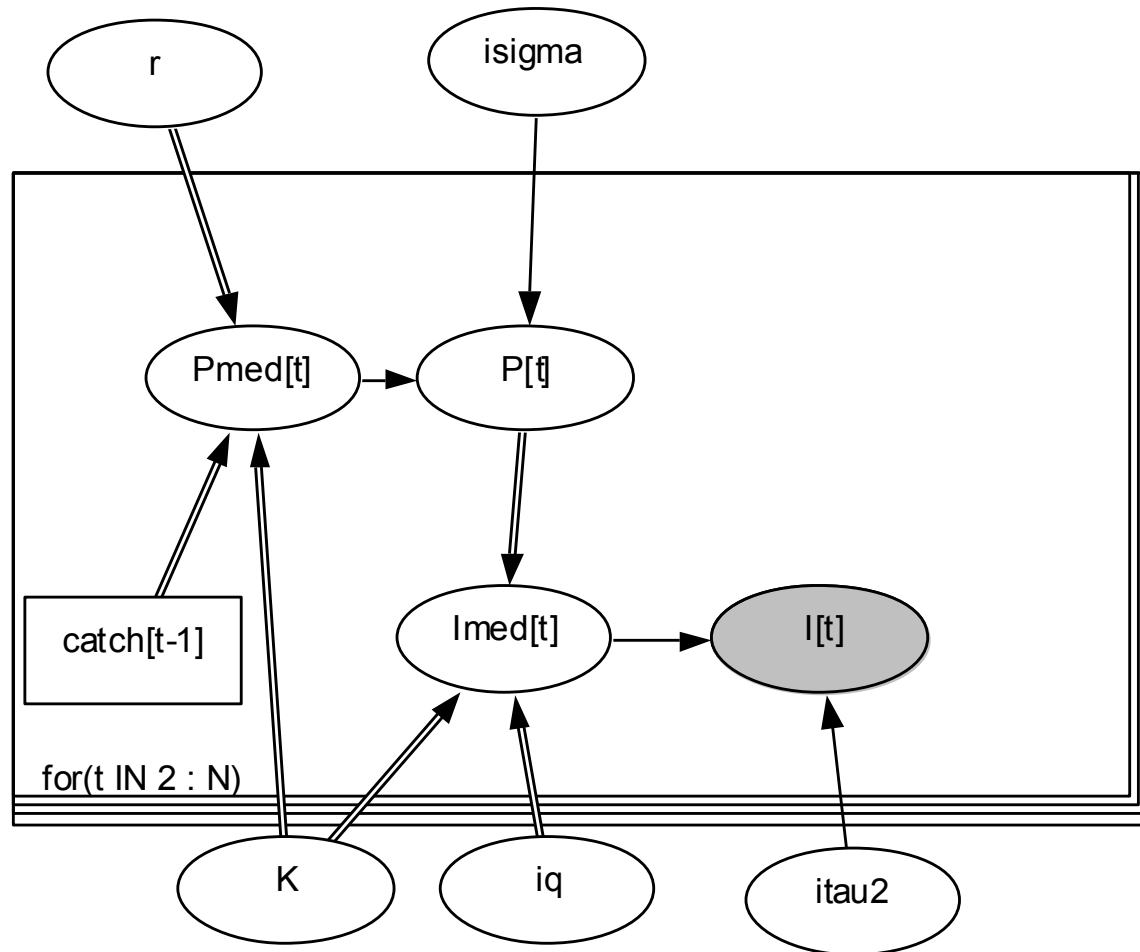 r
isigma
Pmed[t]
P[t]
catch[t-1]
Imed[t]
I[t]
for(t IN 2 : N)
K
iq
itau2